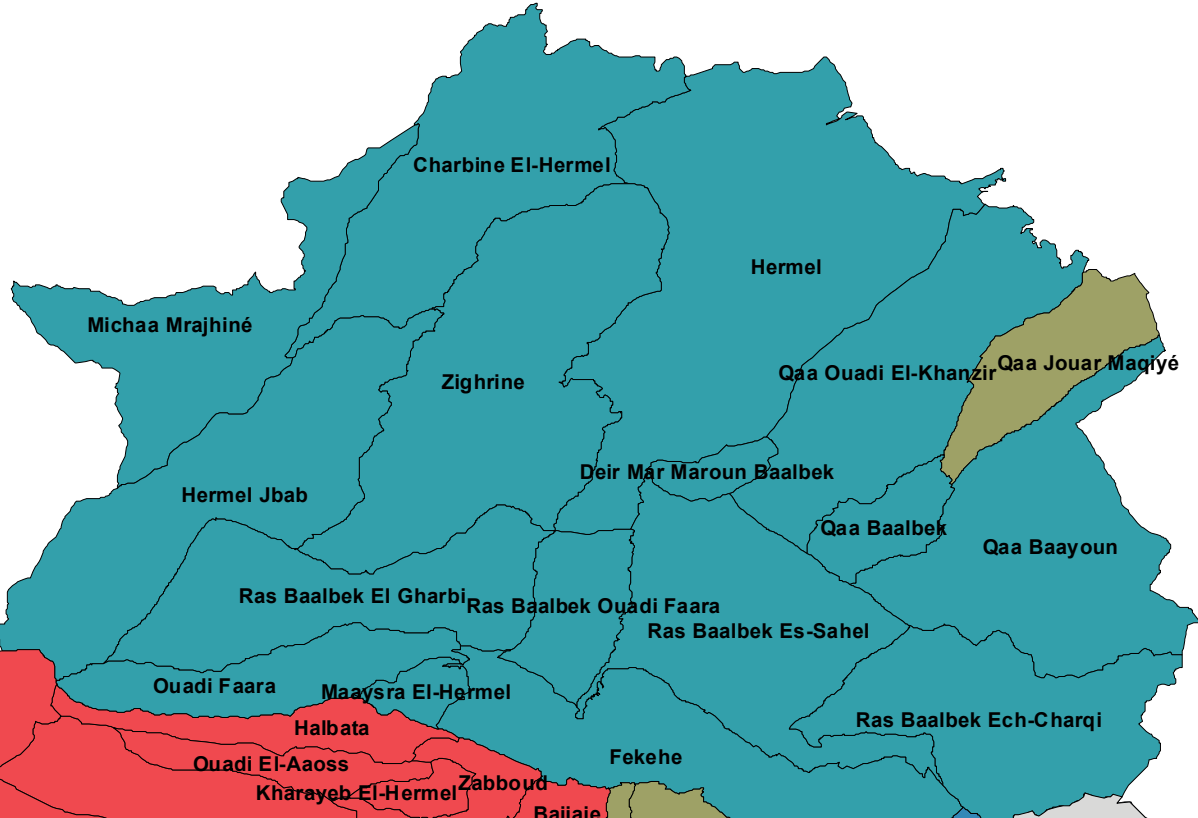 Charbine El-Hermel
Hermel
Michaa Mrajhiné
Qaa Jouar Maqiyé
Qaa Ouadi El-Khanzir
Zighrine
Deir Mar Maroun Baalbek
Hermel Jbab
Qaa Baalbek
Qaa Baayoun
Ras Baalbek El Gharbi
Ras Baalbek Ouadi Faara
Ras Baalbek Es-Sahel
Ouadi Faara
Maaysra El-Hermel
Ras Baalbek Ech-Charqi
Halbata
Fekehe
Ouadi El-Aaoss
Zabboud
Kharayeb El-Hermel